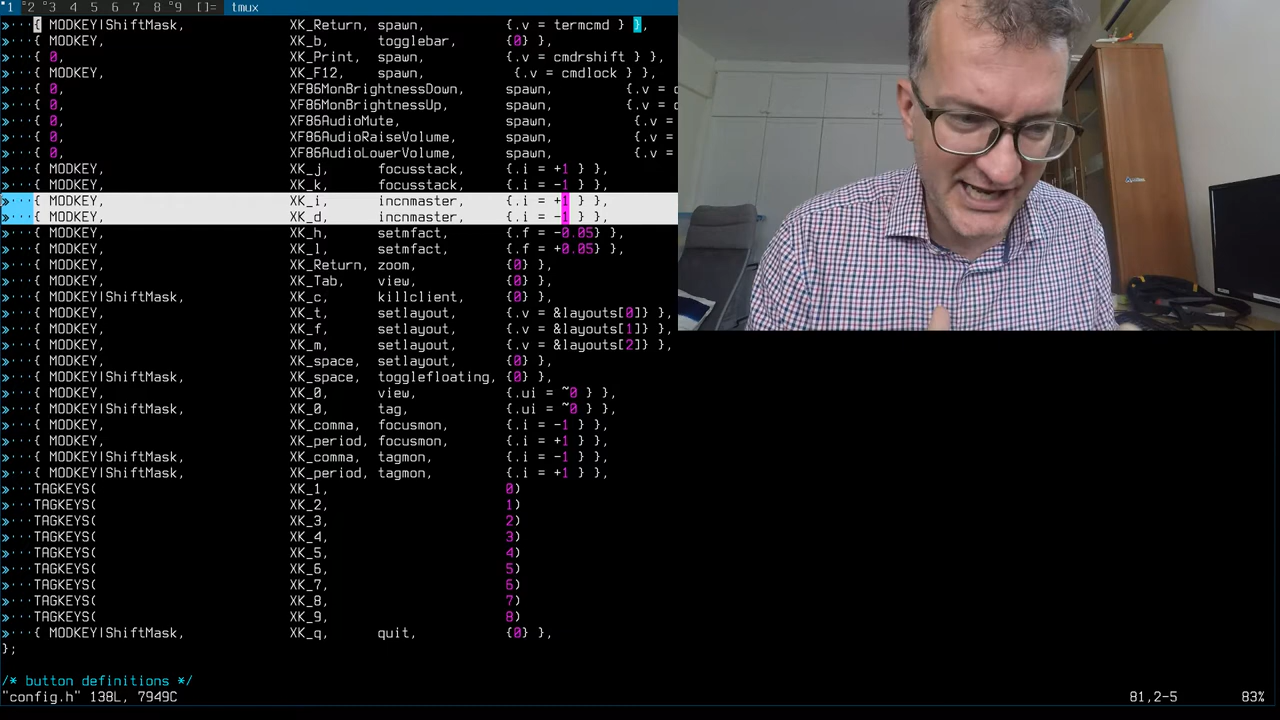 1 2 3 4 5 6 7 8 9 []= tmux
»···{ MODKEY|ShiftMask, XK_Return, spawn, {.v = termcmd } },
»···{ MODKEY, XK_b, togglebar, {0} },
»···{ 0, XK_Print, spawn, {.v = cmdrshift } },
»···{ MODKEY, XK_F12, spawn, {.v = cmdlock } },
»···{ 0, XF86MonBrightnessDown, spawn, {.v = c
»···{ 0, XF86MonBrightnessUp, spawn, {.v = c
»···{ 0, XF86AudioMute, spawn, {.v =
»···{ 0, XF86AudioRaiseVolume, spawn, {.v =
»···{ 0, XF86AudioLowerVolume, spawn, {.v =
»···{ MODKEY, XK_j, focusstack, {.i = +1 } },
»···{ MODKEY, XK_k, focusstack, {.i = -1 } },
»···{ MODKEY, XK_i, incnmaster, {.i = +1 } },
»···{ MODKEY, XK_d, incnmaster, {.i = -1 } },
»···{ MODKEY, XK_h, setmfact, {.f = -0.05} },
»···{ MODKEY, XK_l, setmfact, {.f = +0.05} },
»···{ MODKEY, XK_Return, zoom, {0} },
»···{ MODKEY, XK_Tab, view, {0} },
»···{ MODKEY|ShiftMask, XK_c, killclient, {0} },
»···{ MODKEY, XK_t, setlayout, {.v = &layouts[0]} },
»···{ MODKEY, XK_f, setlayout, {.v = &layouts[1]} },
»···{ MODKEY, XK_m, setlayout, {.v = &layouts[2]} },
»···{ MODKEY, XK_space, setlayout, {0} },
»···{ MODKEY|ShiftMask, XK_space, togglefloating, {0} },
»···{ MODKEY, XK_0, view, {.ui = ~0 } },
»···{ MODKEY|ShiftMask, XK_0, tag, {.ui = ~0 } },
»···{ MODKEY, XK_comma, focusmon, {.i = -1 } },
»···{ MODKEY, XK_period, focusmon, {.i = +1 } },
»···{ MODKEY|ShiftMask, XK_comma, tagmon, {.i = -1 } },
»···{ MODKEY|ShiftMask, XK_period, tagmon, {.i = +1 } },
»···TAGKEYS( XK_1, 0)
»···TAGKEYS( XK_2, 1)
»···TAGKEYS( XK_3, 2)
»···TAGKEYS( XK_4, 3)
»···TAGKEYS( XK_5, 4)
»···TAGKEYS( XK_6, 5)
»···TAGKEYS( XK_7, 6)
»···TAGKEYS( XK_8, 7)
»···TAGKEYS( XK_9, 8)
»···{ MODKEY|ShiftMask, XK_q, quit, {0} },
};
/* button definitions */
"config.h" 138L, 7949C 81,2-5 83%